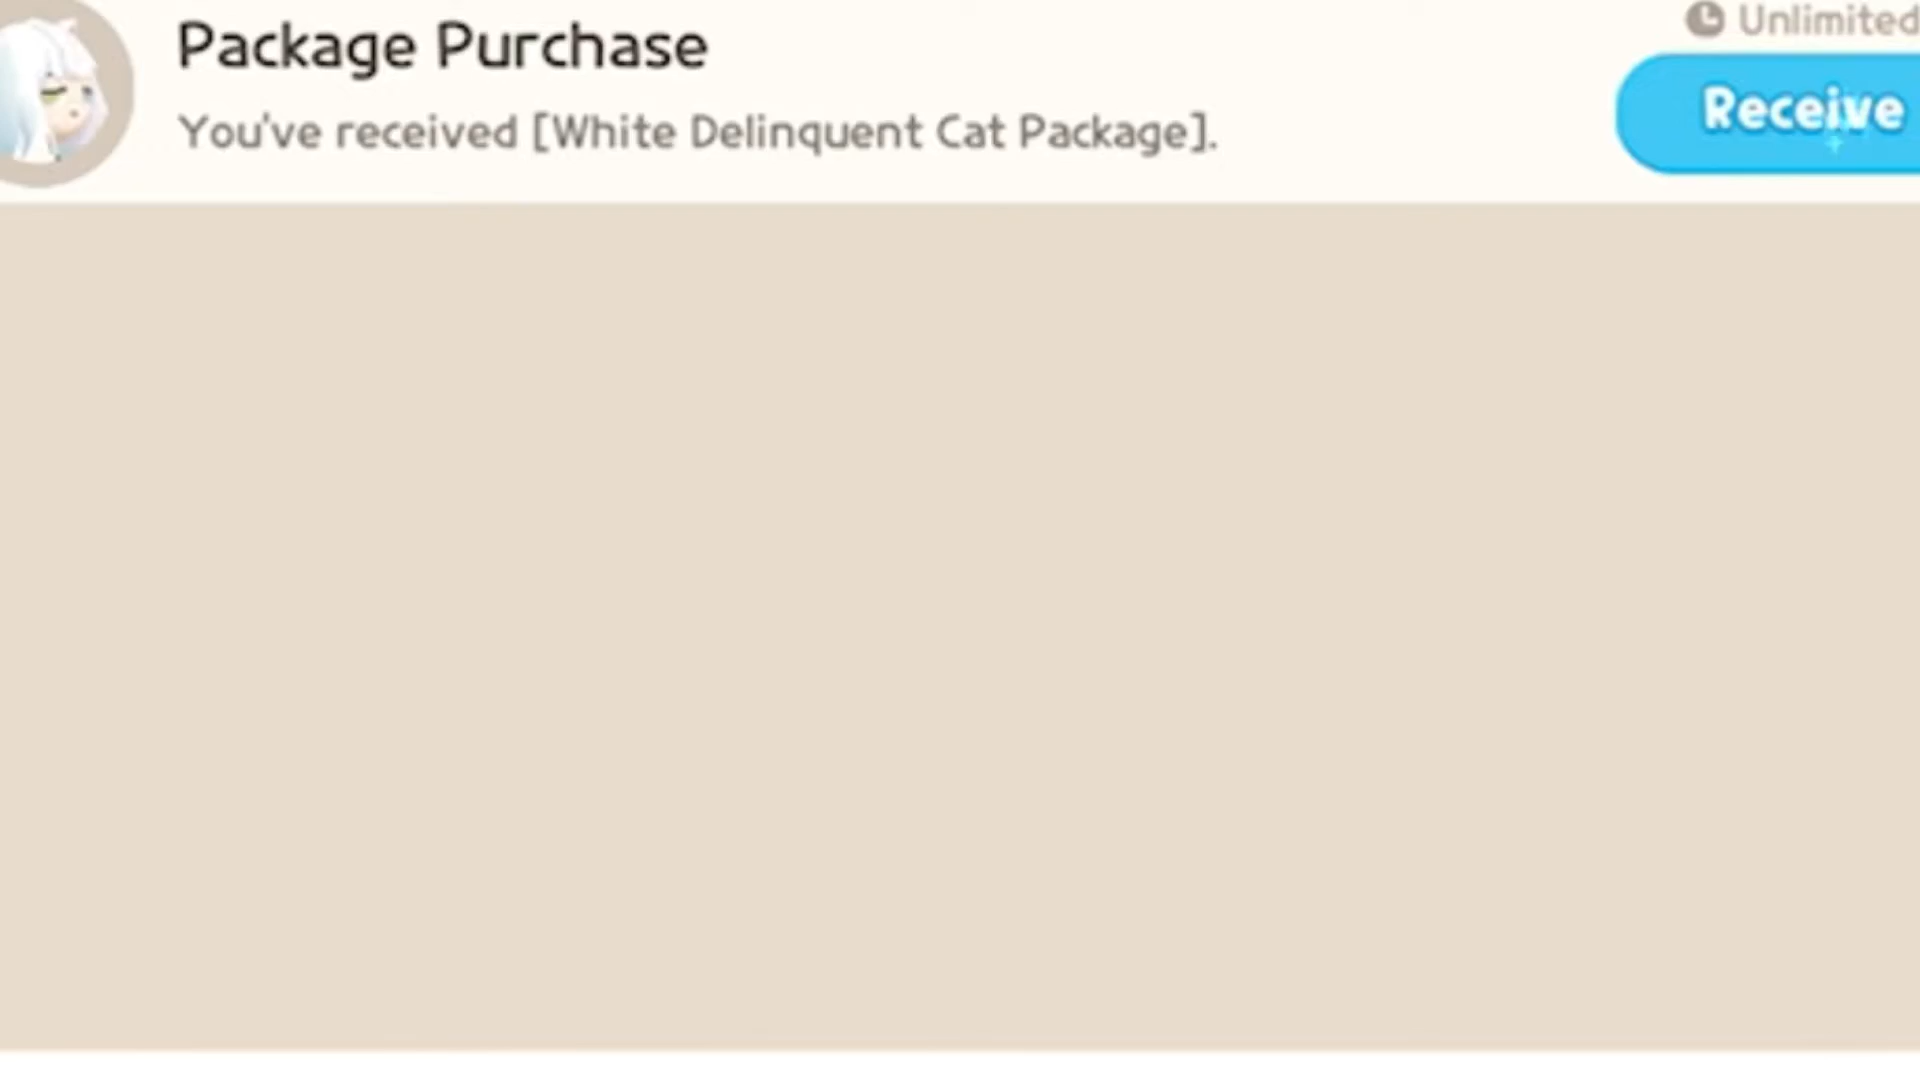 Unlimited
Package Purchase
You've received [White Delinquent Cat Package].
Receive